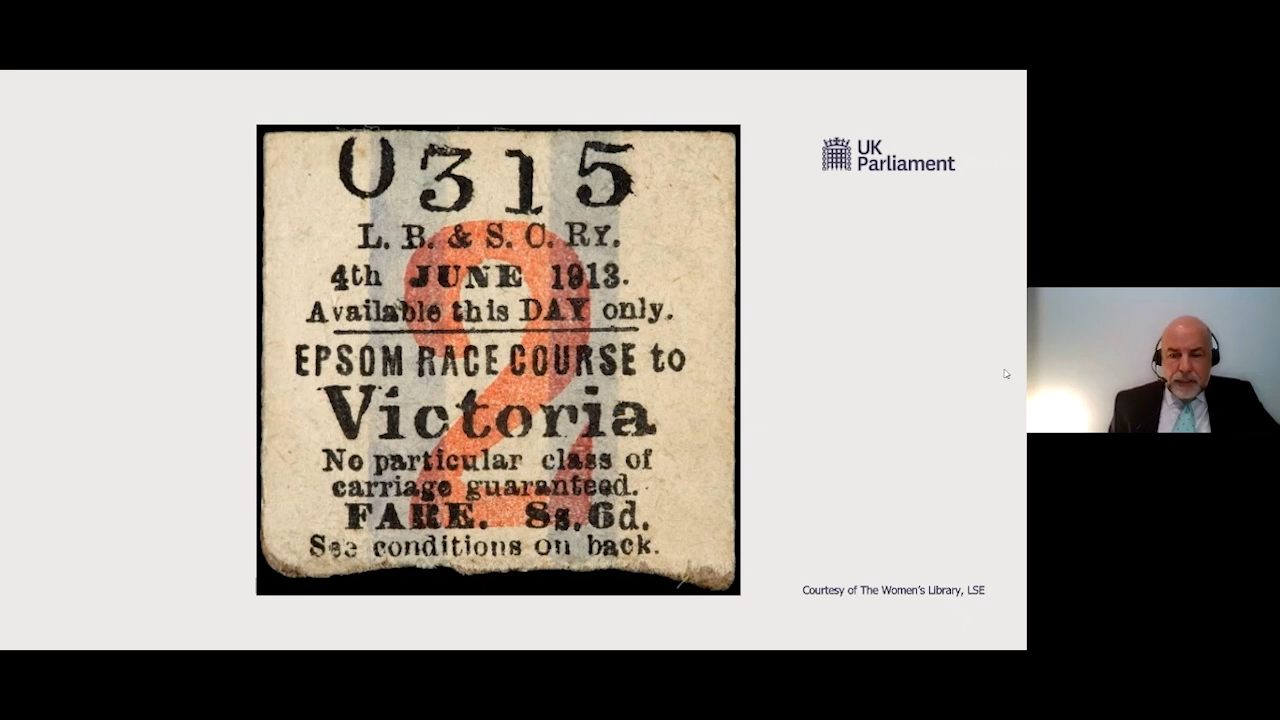 0315
L. B. & S. C. RY.
4th JUNE 1913.
Available this DAY only.
EPSOM RACE COURSE to
Victoria
No particular class of
carriage guaranteed.
FARE. 8s. 6d.
See conditions on back.
2
UK
Parliament
Courtesy of The Women's Library, LSE